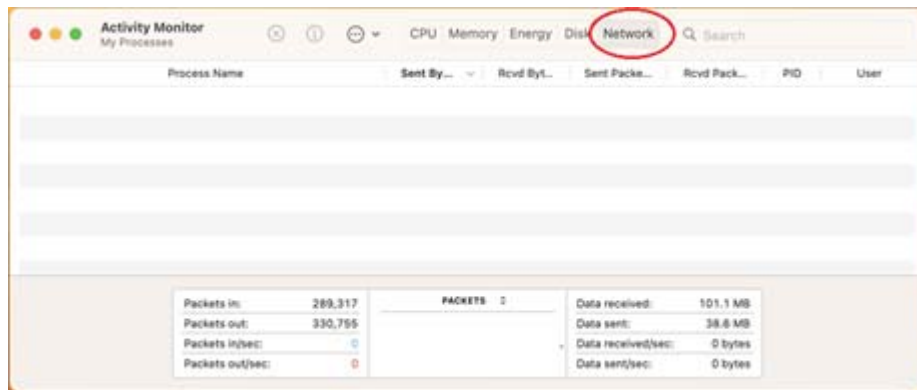 Activity Monitor
My Processes
CPU Memory Energy Disk Network Search
Process Name Sent By... Rcvd Byt... Sent Packe... Rcvd Pack... PID User
Packets in: 289,317
Packets out: 330,755
Packets in/sec: 0
Packets out/sec: 0
PACKETS
Data received: 101.1 MB
Data sent: 38.6 MB
Data received/sec: 0 bytes
Data sent/sec: 0 bytes